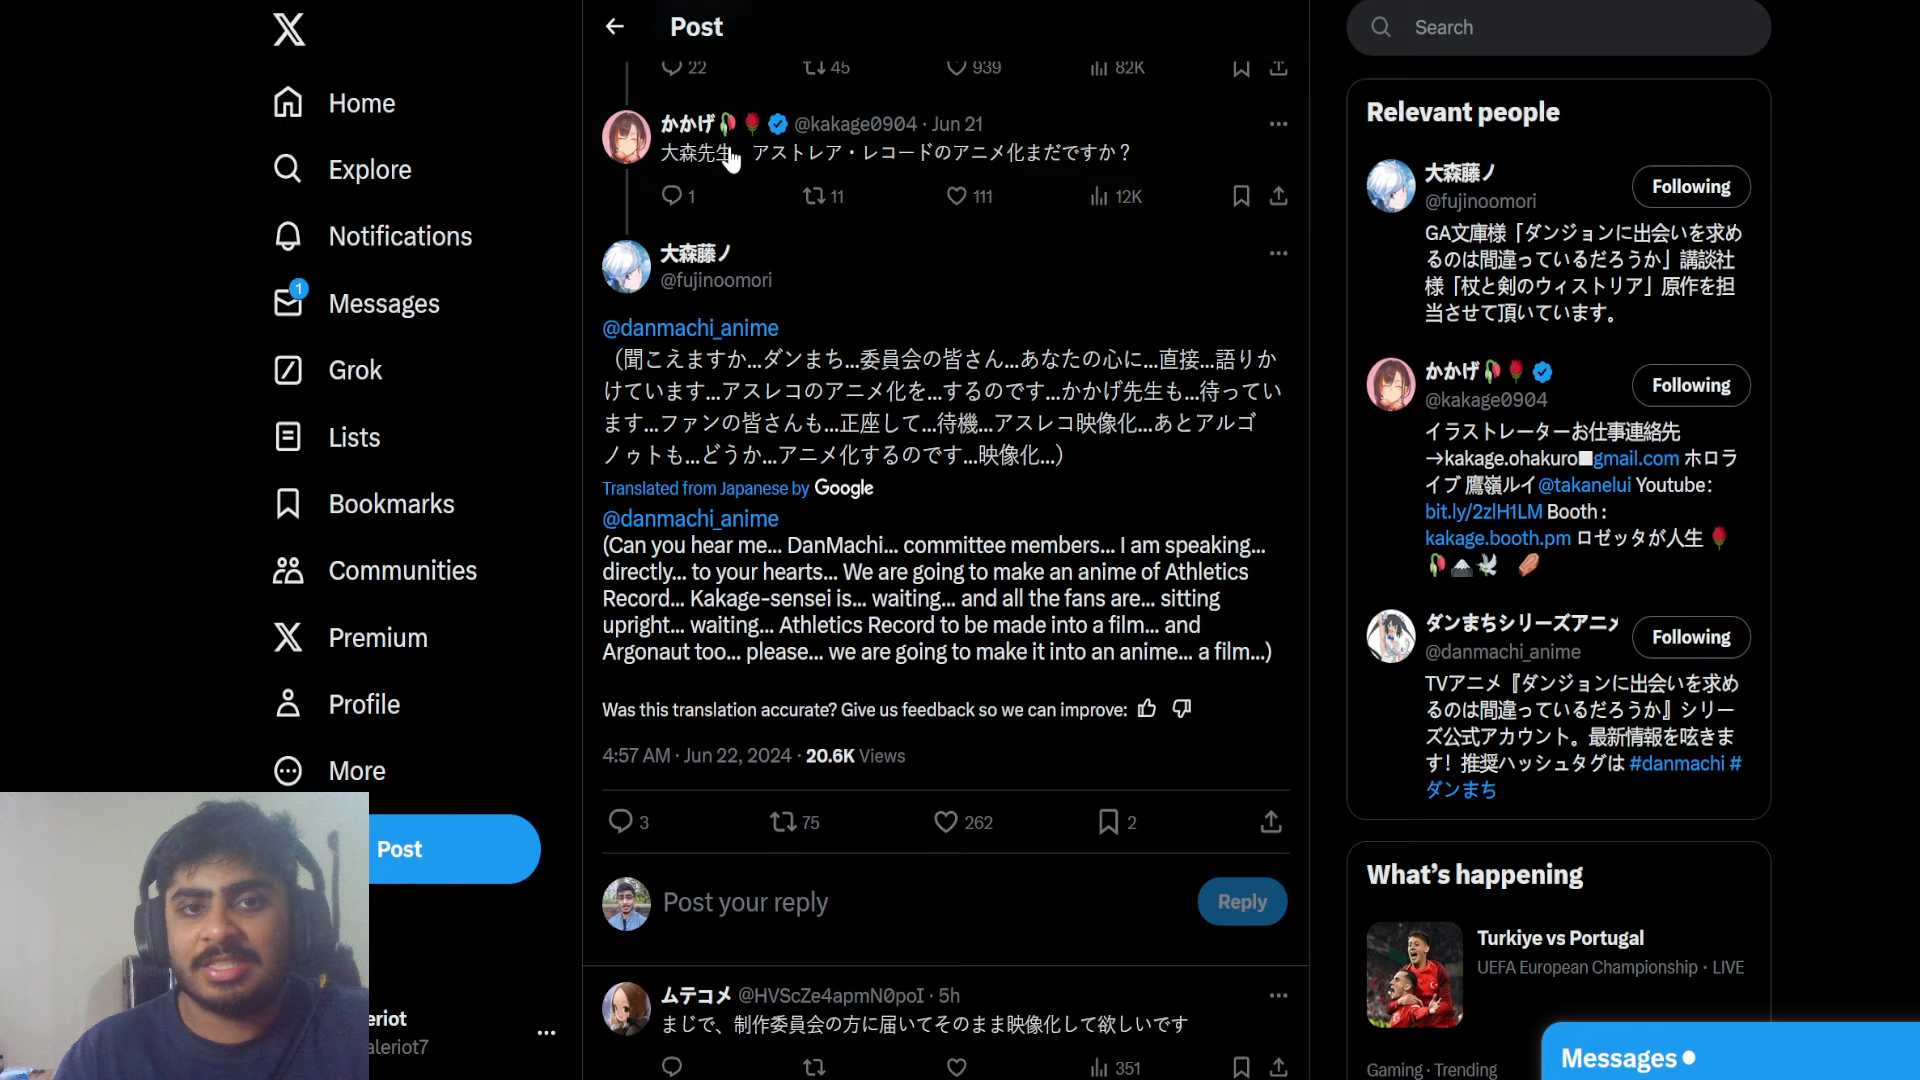 Home
Explore
Notifications
1
Messages
Grok
Lists
Bookmarks
Communities
Premium
Profile
More
Post
eriot
aleriot7
Post
22 45 939 82K
かかげ🥀🌹 @kakage0904 · Jun 21
大森先生 アストレア・レコードのアニメ化まだですか？
1 11 111 12K
大森藤ノ
@fujinoomori
@danmachi_anime
（聞こえますか…ダンまち…委員会の皆さん…あなたの心に…直接…語りか
けています…アスレコのアニメ化を…するのです…かかげ先生も…待ってい
ます…ファンの皆さんも…正座して…待機…アスレコ映像化…あとアルゴ
ノゥトも…どうか…アニメ化するのです…映像化…）
Translated from Japanese by Google
@danmachi_anime
(Can you hear me... DanMachi... committee members... I am speaking...
directly... to your hearts... We are going to make an anime of Athletics
Record... Kakage-sensei is... waiting... and all the fans are... sitting
upright... waiting... Athletics Record to be made into a film... and
Argonaut too... please... we are going to make it into an anime... a film...)
Was this translation accurate? Give us feedback so we can improve:
4:57 AM · Jun 22, 2024 · 20.6K Views
3 75 262 2
Post your reply
Reply
ムテコメ @HVScZe4apmN0poI · 5h
まじで、制作委員会の方に届いてそのまま映像化して欲しいです
351
Search
Relevant people
大森藤ノ
@fujinoomori
Following
GA文庫様「ダンジョンに出会いを求め
るのは間違っているだろうか」講談社
様「杖と剣のウィストリア」原作を担
当させて頂いています。
かかげ🥀🌹
@kakage0904
Following
イラストレーターお仕事連絡先
→kakage.ohakuro■gmail.com ホロラ
イブ 鷹嶺ルイ@takanelui Youtube：
bit.ly/2zlH1LM Booth :
kakage.booth.pm ロゼッタが人生 🌹
🥀🗻🕊 ⚰
ダンまちシリーズアニメ
@danmachi_anime
Following
TVアニメ『ダンジョンに出会いを求め
るのは間違っているだろうか』シリー
ズ公式アカウント。最新情報を呟きま
す！推奨ハッシュタグは #danmachi #
ダンまち
What's happening
Turkiye vs Portugal
UEFA European Championship · LIVE
Gaming · Trending
Messages